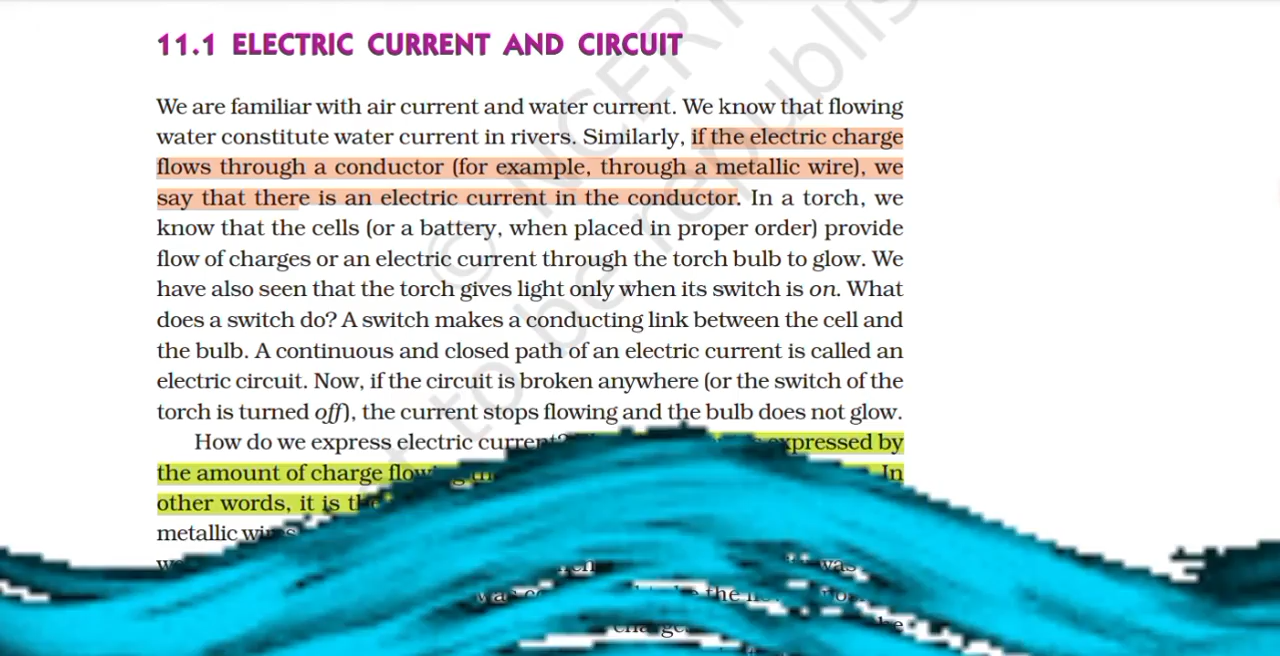 11.1 ELECTRIC CURRENT AND CIRCUIT
We are familiar with air current and water current. We know that flowing
water constitute water current in rivers. Similarly, if the electric charge
flows through a conductor (for example, through a metallic wire), we
say that there is an electric current in the conductor. In a torch, we
know that the cells (or a battery, when placed in proper order) provide
flow of charges or an electric current through the torch bulb to glow. We
have also seen that the torch gives light only when its switch is on. What
does a switch do? A switch makes a conducting link between the cell and
the bulb. A continuous and closed path of an electric current is called an
electric circuit. Now, if the circuit is broken anywhere (or the switch of the
torch is turned off), the current stops flowing and the bulb does not glow.
How do we express electric current? expressed by
the amount of charge In
other words, it is
metallic
the
© NCERT
to be republis